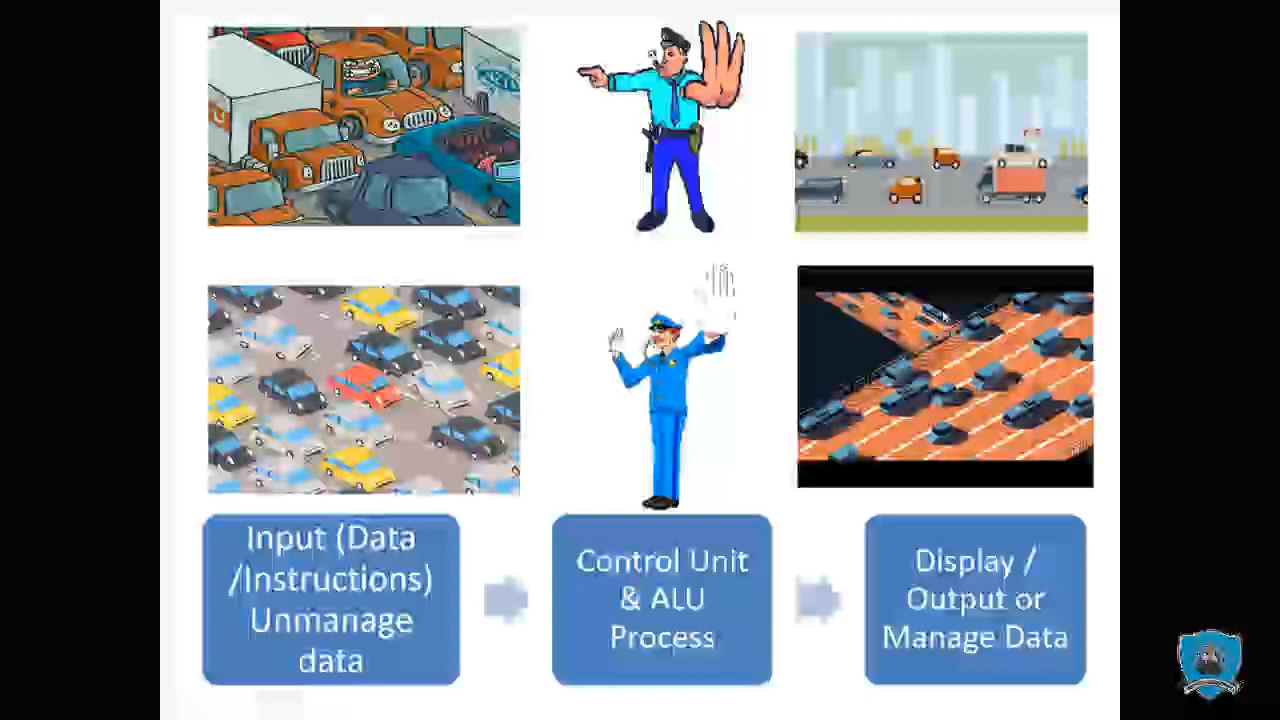 Input (Data
/Instructions)
Unmanage
data
Control Unit
& ALU
Process
Display /
Output or
Manage Data